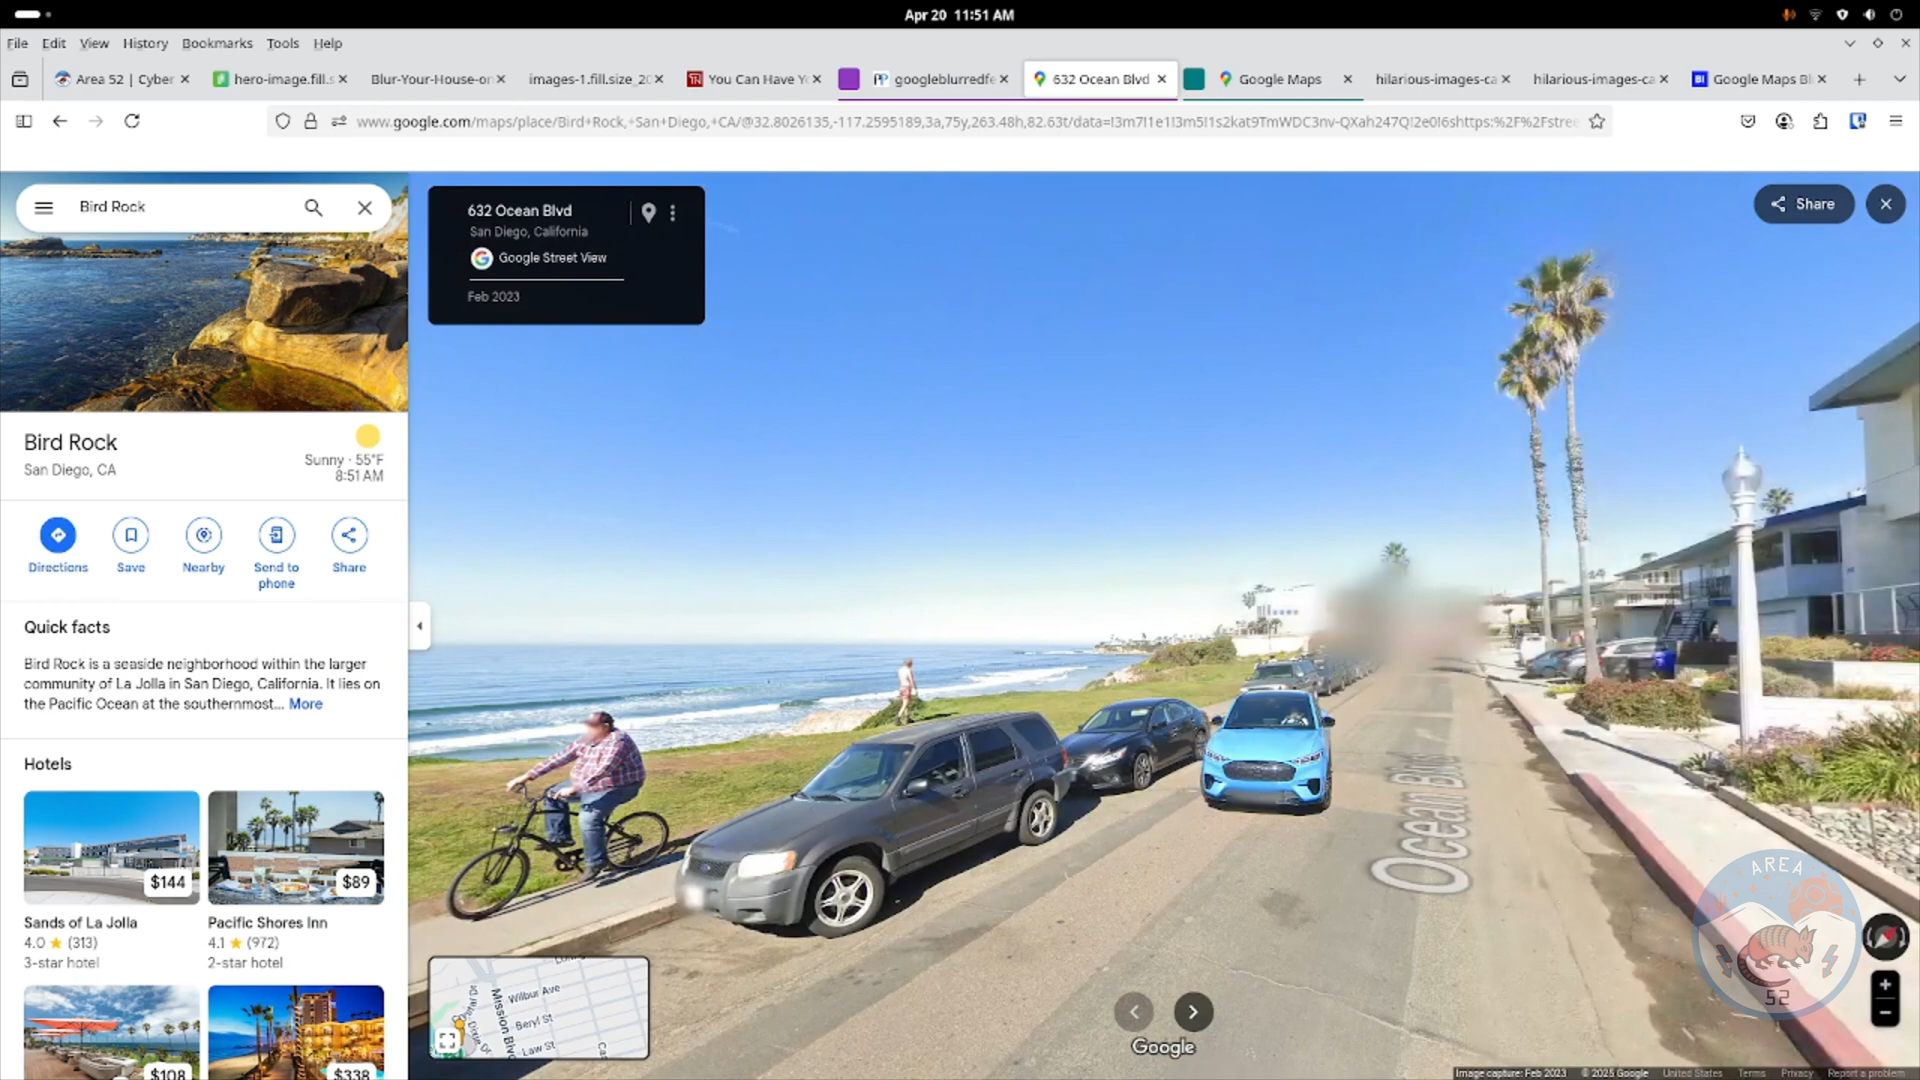 Apr 20 11:51 AM
File Edit View History Bookmarks Tools Help
Area 52 | Cyber
hero-image.fill.s
Blur-Your-House-or
images-1.fill.size_20
You Can Have Yo
googleblurredfe
632 Ocean Blvd
Google Maps
hilarious-images-ca
hilarious-images-ca
Google Maps Bl
www.google.com/maps/place/Bird+Rock,+San+Diego,+CA/@32.8026135,-117.2595189,3a,75y,263.48h,82.63t/data=!3m7!1e1!3m5!1s2kat9TmWDC3nv-QXah247Q!2e0!6shttps:%2F%2Fstree
Bird Rock
632 Ocean Blvd
San Diego, California
Google Street View
Feb 2023
Share
Bird Rock
San Diego, CA
Sunny · 55°F
8:51 AM
Directions Save Nearby Send to phone Share
Quick facts
Bird Rock is a seaside neighborhood within the larger
community of La Jolla in San Diego, California. It lies on
the Pacific Ocean at the southernmost... More
Hotels
$144
$89
Sands of La Jolla
4.0 ★ (313)
3-star hotel
Pacific Shores Inn
4.1 ★ (972)
2-star hotel
$108
$338
Wilbur Ave
Beryl St
Law St
Ocean Blvd
AREA
52
Google
Image capture: Feb 2023 © 2025 Google United States Terms Privacy Report a problem